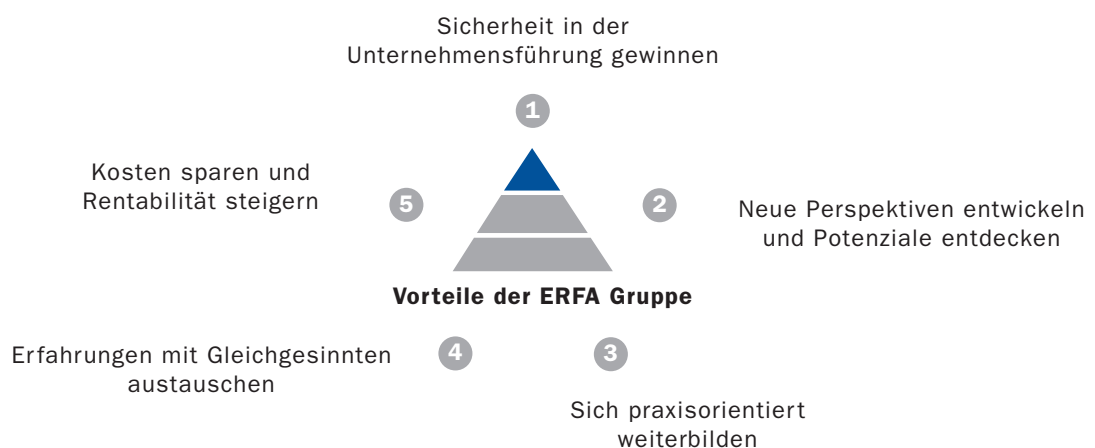 Sicherheit in der
Unternehmensführung gewinnen
1
Kosten sparen und
Rentabilität steigern
5
2
Neue Perspektiven entwickeln
und Potenziale entdecken
Vorteile der ERFA Gruppe
Erfahrungen mit Gleichgesinnten
austauschen
4
3
Sich praxisorientiert
weiterbilden